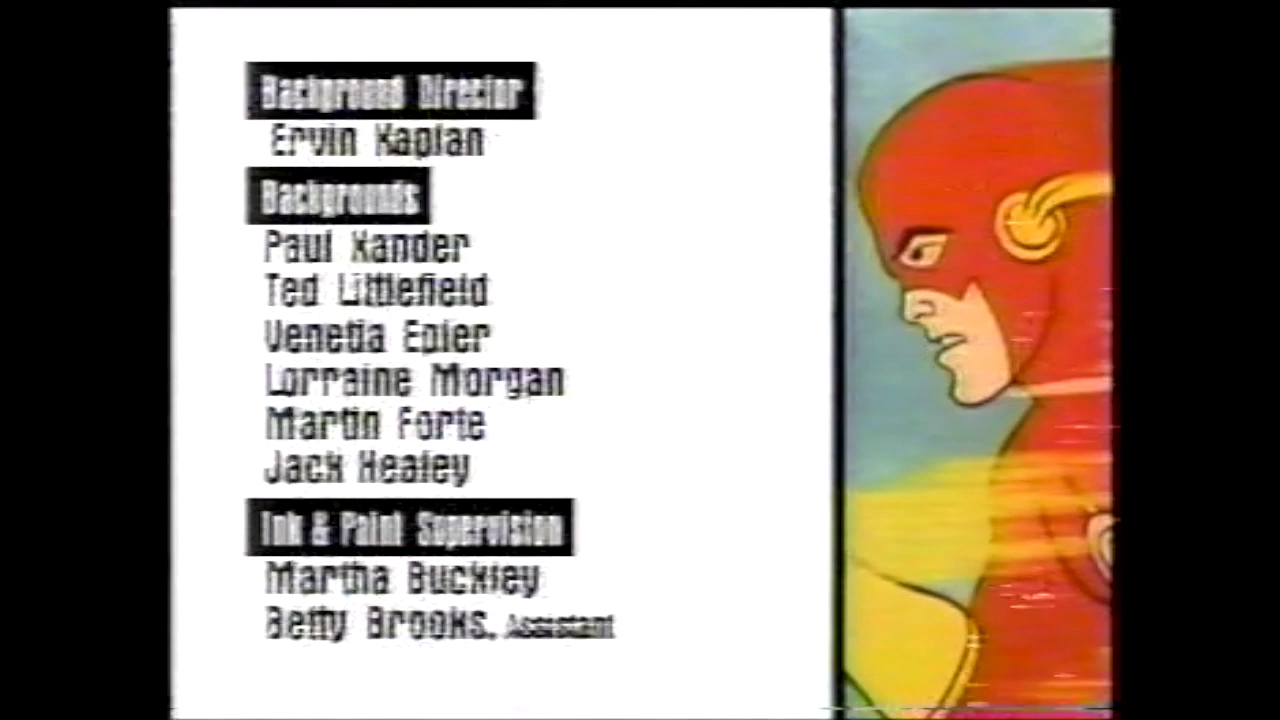 Background Director
Ervin Kaplan
Backgrounds
Paul Xander
Ted Littlefield
Venetia Epler
Lorraine Morgan
Martin Forte
Jack Healey
Ink & Paint Supervision
Martha Buckley
Betty Brooks, Assistant